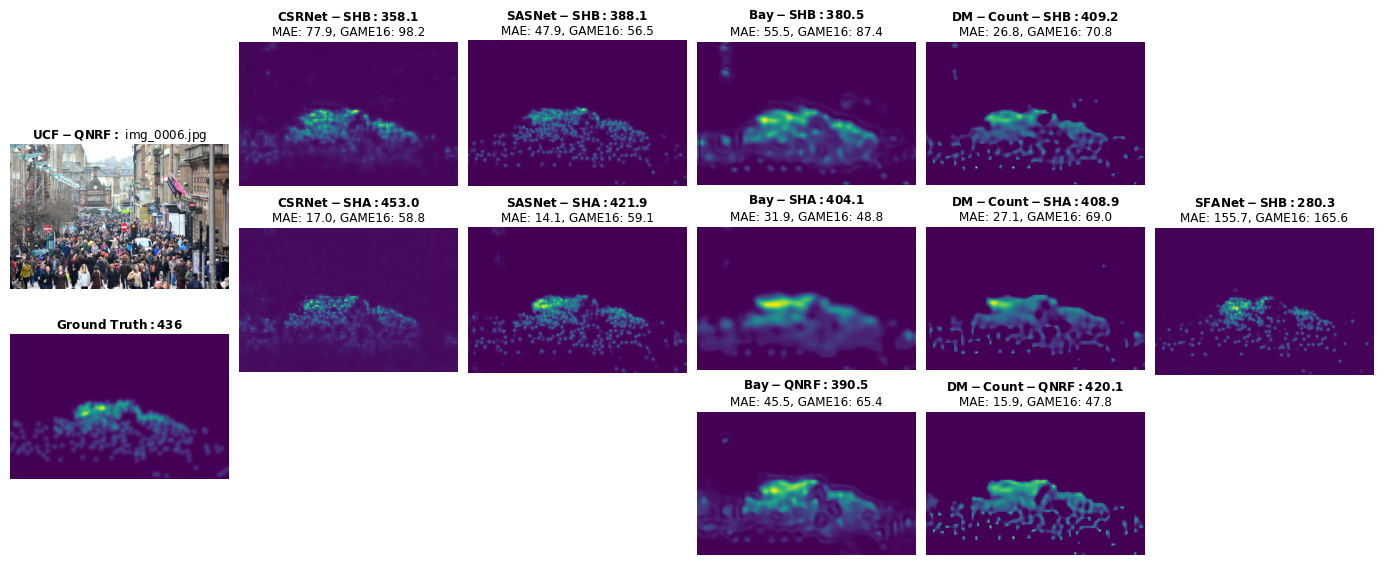 CSRNet−SHB: 358.1
MAE: 77.9, GAME16: 98.2
SASNet−SHB: 388.1
MAE: 47.9, GAME16: 56.5
Bay−SHB: 380.5
MAE: 55.5, GAME16: 87.4
DM−Count−SHB: 409.2
MAE: 26.8, GAME16: 70.8
UCF−QNRF: img_0006.jpg
CSRNet−SHA: 453.0
MAE: 17.0, GAME16: 58.8
SASNet−SHA: 421.9
MAE: 14.1, GAME16: 59.1
Bay−SHA: 404.1
MAE: 31.9, GAME16: 48.8
DM−Count−SHA: 408.9
MAE: 27.1, GAME16: 69.0
SFANet−SHB: 280.3
MAE: 155.7, GAME16: 165.6
Ground Truth: 436
Bay−QNRF: 390.5
MAE: 45.5, GAME16: 65.4
DM−Count−QNRF: 420.1
MAE: 15.9, GAME16: 47.8